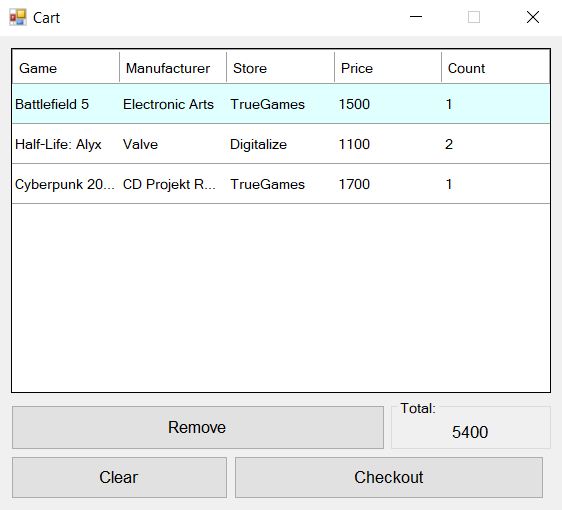 Cart
Game Manufacturer Store Price Count
Battlefield 5 Electronic Arts TrueGames 1500 1
Half-Life: Alyx Valve Digitalize 1100 2
Cyberpunk 20... CD Projekt R... TrueGames 1700 1
Total:
Remove 5400
Clear Checkout